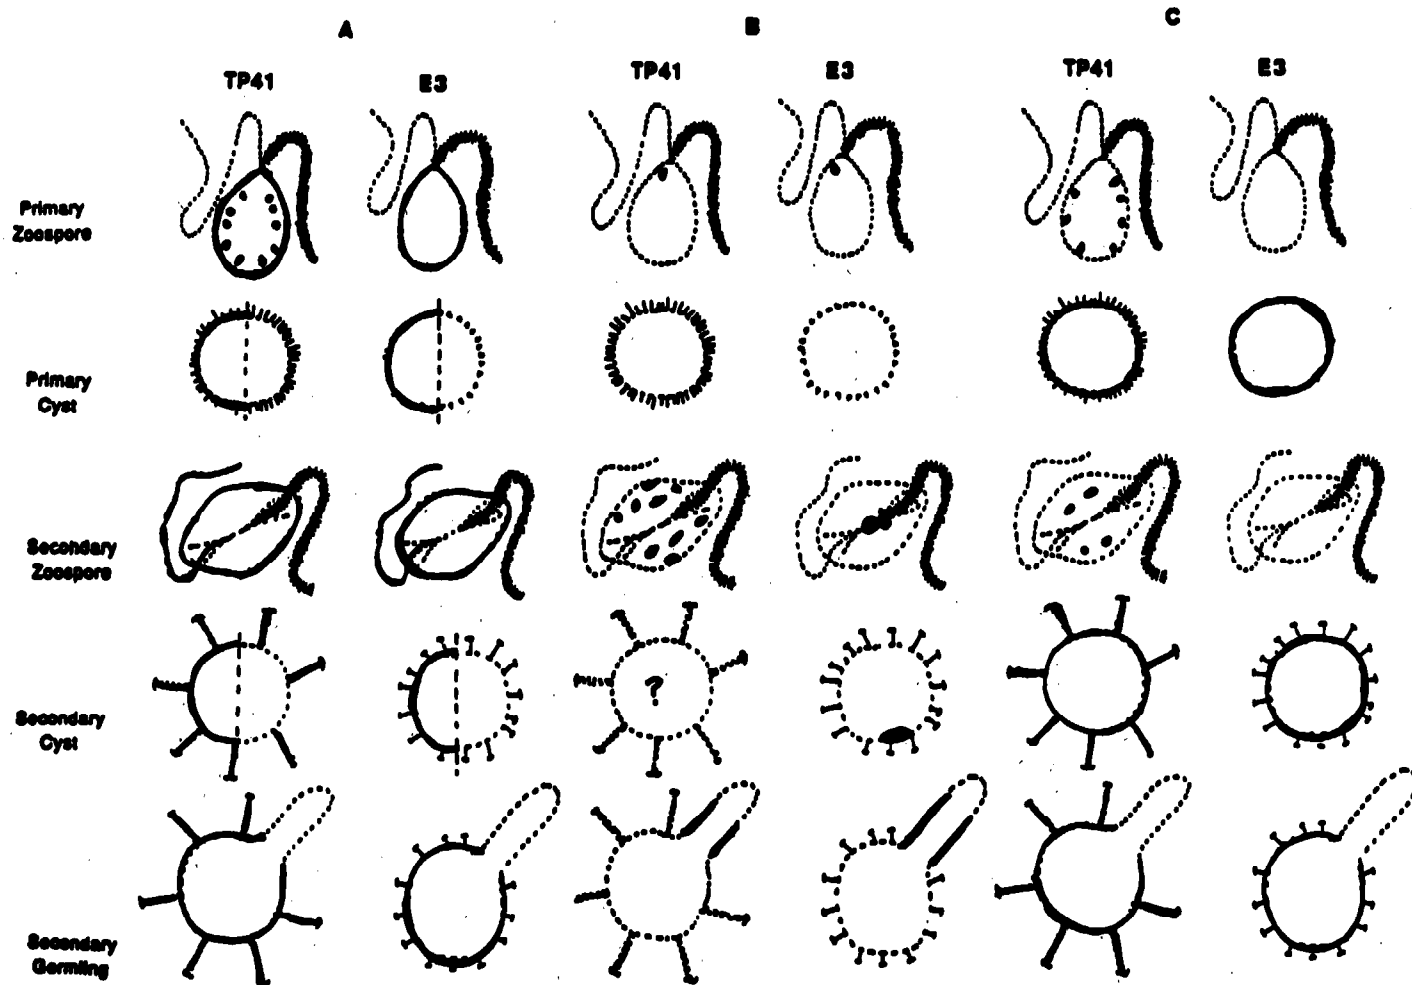 A B C
TP41 E3 TP41 E3 TP41 E3
Primary
Zoospore
Primary
Cyst
Secondary
Zoospore
?
Secondary
Cyst
Secondary
Germling